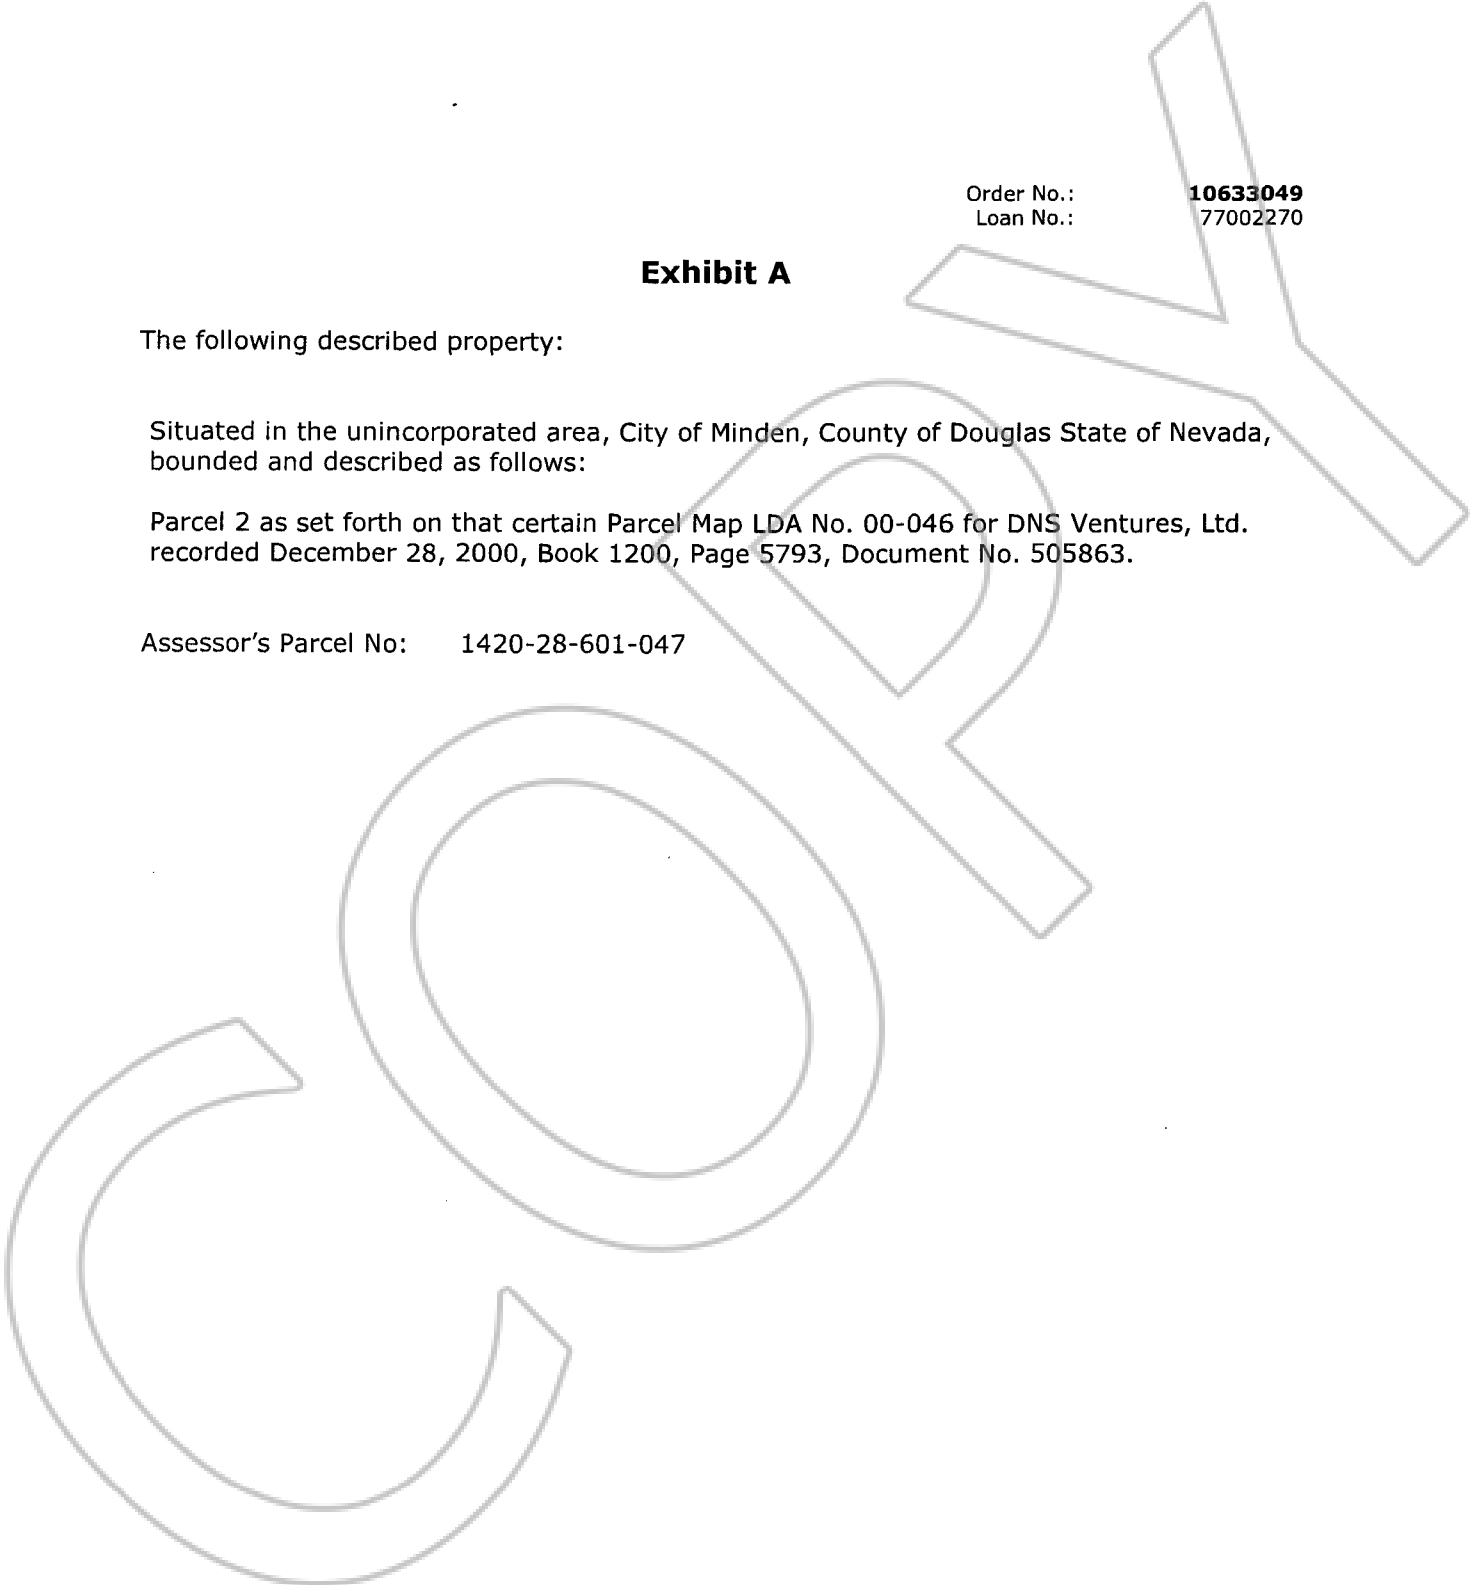 Order No.: 10633049
Loan No.: 77002270
Exhibit A
The following described property:
Situated in the unincorporated area, City of Minden, County of Douglas State of Nevada,
bounded and described as follows:
Parcel 2 as set forth on that certain Parcel Map LDA No. 00-046 for DNS Ventures, Ltd.
recorded December 28, 2000, Book 1200, Page 5793, Document No. 505863.
Assessor's Parcel No: 1420-28-601-047
COPY